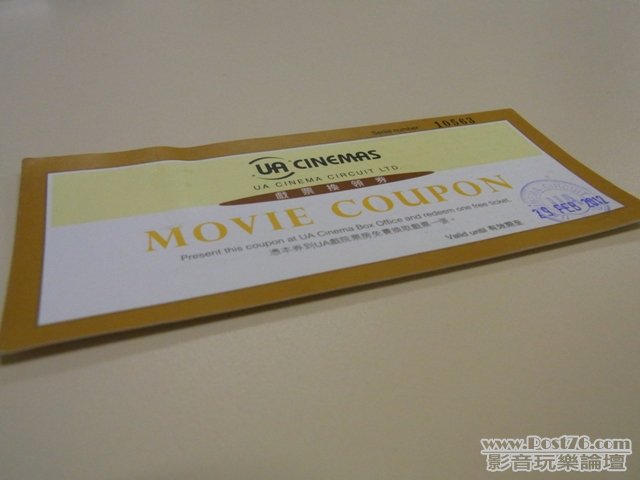 Serial number 10563
UA CINEMAS
UA CINEMA CIRCUIT LTD.
戲票換領券
MOVIE COUPON
Present this coupon at UA Cinema Box Office and redeem one free ticket.
憑本券到UA戲院票房免費換取戲票一張。
Valid until 有效期至
29 FEB 2012
www.Post76.com
影音玩樂論壇